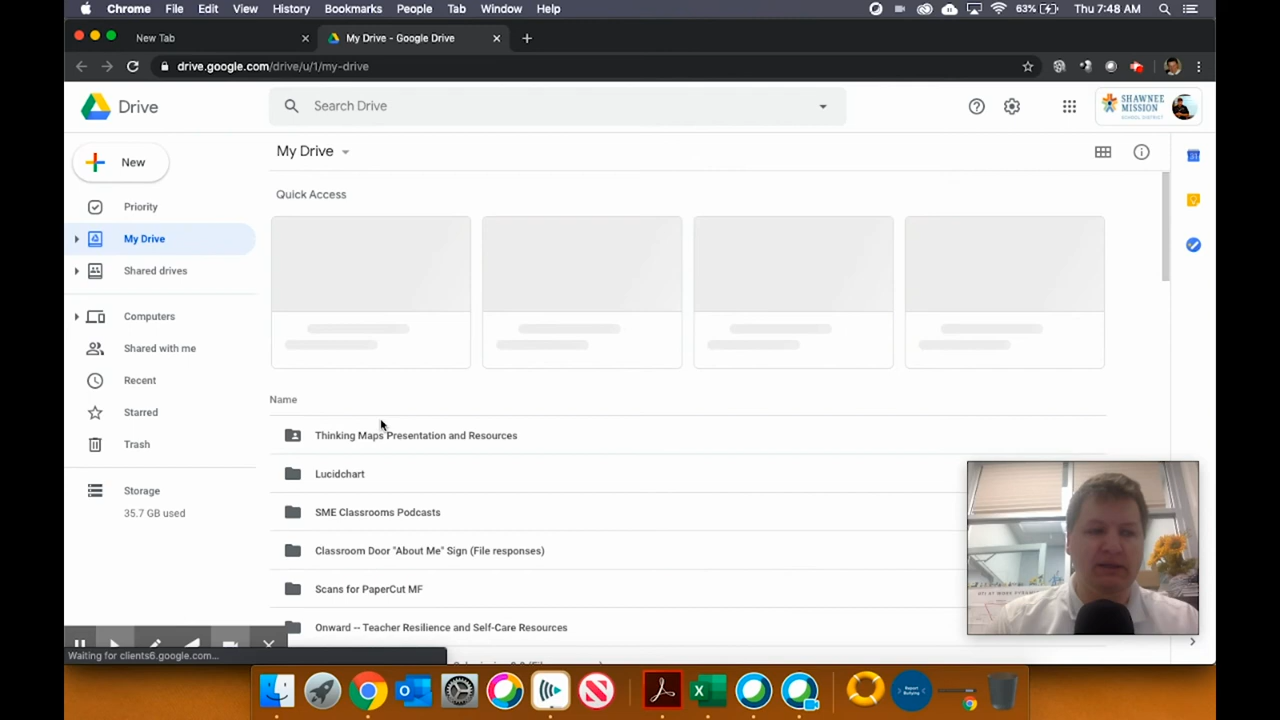 Chrome File Edit View History Bookmarks People Tab Window Help 63% Thu 7:48 AM
New Tab My Drive - Google Drive
drive.google.com/drive/u/1/my-drive
Drive Search Drive SHAWNEE MISSION SCHOOL DISTRICT
New My Drive
Quick Access
Priority
My Drive
Shared drives
Computers
Shared with me
Recent
Starred
Trash
Storage
35.7 GB used
Name
Thinking Maps Presentation and Resources
Lucidchart
SME Classrooms Podcasts
Classroom Door "About Me" Sign (File responses)
Scans for PaperCut MF
Onward -- Teacher Resilience and Self-Care Resources
Waiting for clients6.google.com...
Report Bullying